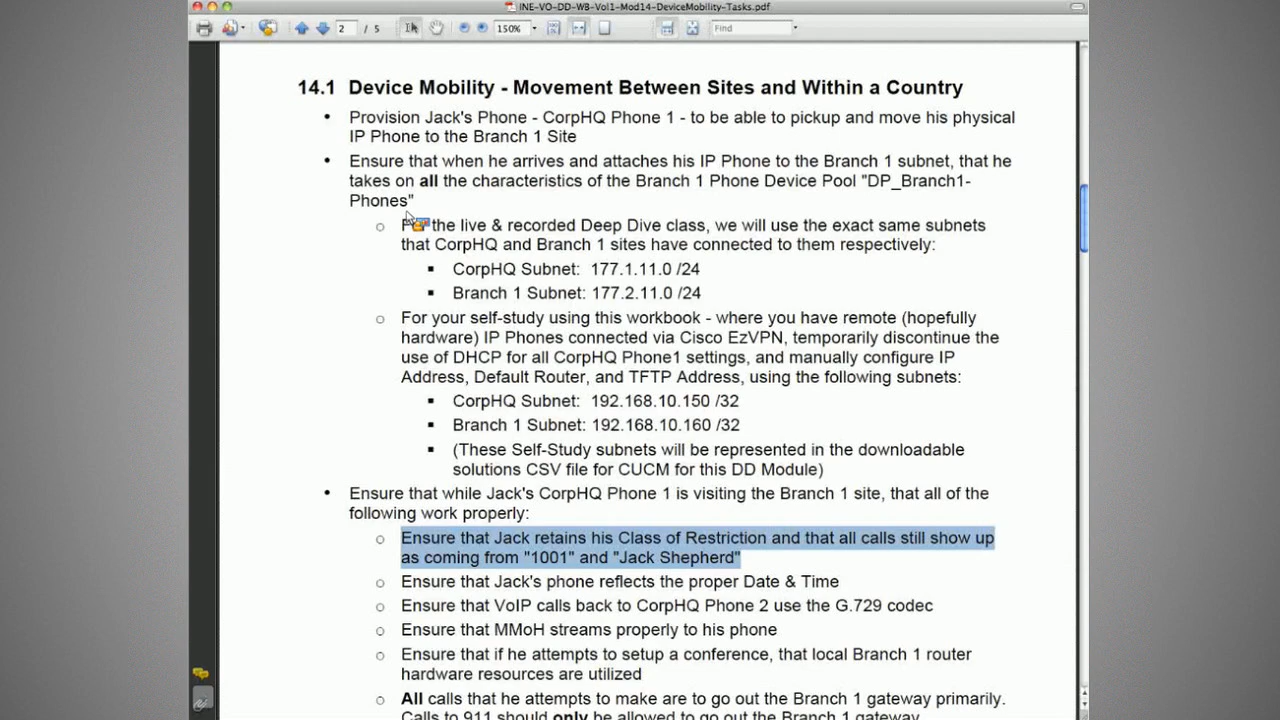 INE-VO-DD-WB-Vol1-Mod14-DeviceMobility-Tasks.pdf
2 / 5
150%
Find
14.1 Device Mobility - Movement Between Sites and Within a Country
• Provision Jack's Phone - CorpHQ Phone 1 - to be able to pickup and move his physical
IP Phone to the Branch 1 Site
• Ensure that when he arrives and attaches his IP Phone to the Branch 1 subnet, that he
takes on all the characteristics of the Branch 1 Phone Device Pool "DP_Branch1-
Phones"
○ the live & recorded Deep Dive class, we will use the exact same subnets
that CorpHQ and Branch 1 sites have connected to them respectively:
▪ CorpHQ Subnet: 177.1.11.0 /24
▪ Branch 1 Subnet: 177.2.11.0 /24
○ For your self-study using this workbook - where you have remote (hopefully
hardware) IP Phones connected via Cisco EzVPN, temporarily discontinue the
use of DHCP for all CorpHQ Phone1 settings, and manually configure IP
Address, Default Router, and TFTP Address, using the following subnets:
▪ CorpHQ Subnet: 192.168.10.150 /32
▪ Branch 1 Subnet: 192.168.10.160 /32
▪ (These Self-Study subnets will be represented in the downloadable
solutions CSV file for CUCM for this DD Module)
• Ensure that while Jack's CorpHQ Phone 1 is visiting the Branch 1 site, that all of the
following work properly:
○ Ensure that Jack retains his Class of Restriction and that all calls still show up
as coming from "1001" and "Jack Shepherd"
○ Ensure that Jack's phone reflects the proper Date & Time
○ Ensure that VoIP calls back to CorpHQ Phone 2 use the G.729 codec
○ Ensure that MMoH streams properly to his phone
○ Ensure that if he attempts to setup a conference, that local Branch 1 router
hardware resources are utilized
○ All calls that he attempts to make are to go out the Branch 1 gateway primarily.
Calls to 911 should only be allowed to go out the Branch 1 gateway